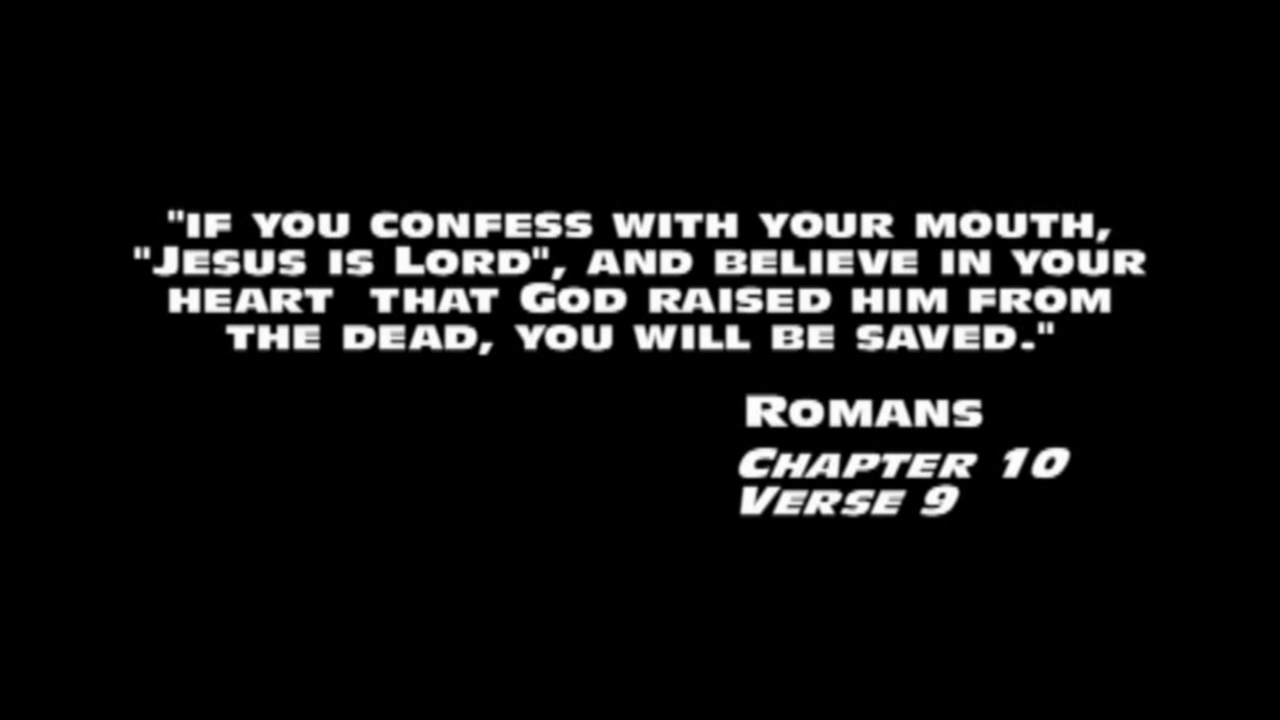 "IF YOU CONFESS WITH YOUR MOUTH,
"JESUS IS LORD", AND BELIEVE IN YOUR
HEART THAT GOD RAISED HIM FROM
THE DEAD, YOU WILL BE SAVED."
ROMANS
CHAPTER 10
VERSE 9